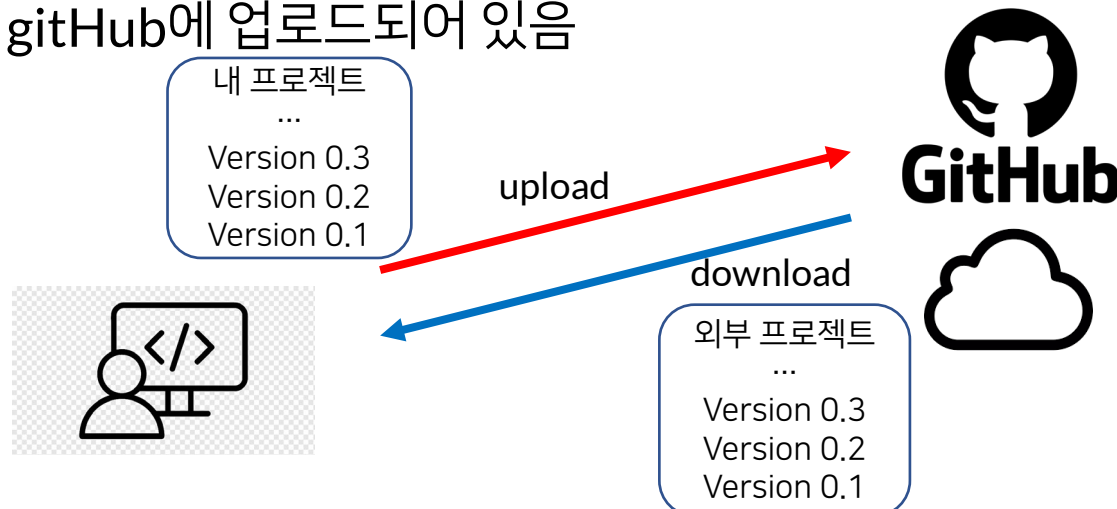 gitHub에 업로드되어 있음
내 프로젝트
...
Version 0.3
Version 0.2
Version 0.1
upload
GitHub
</>
download
외부 프로젝트
...
Version 0.3
Version 0.2
Version 0.1